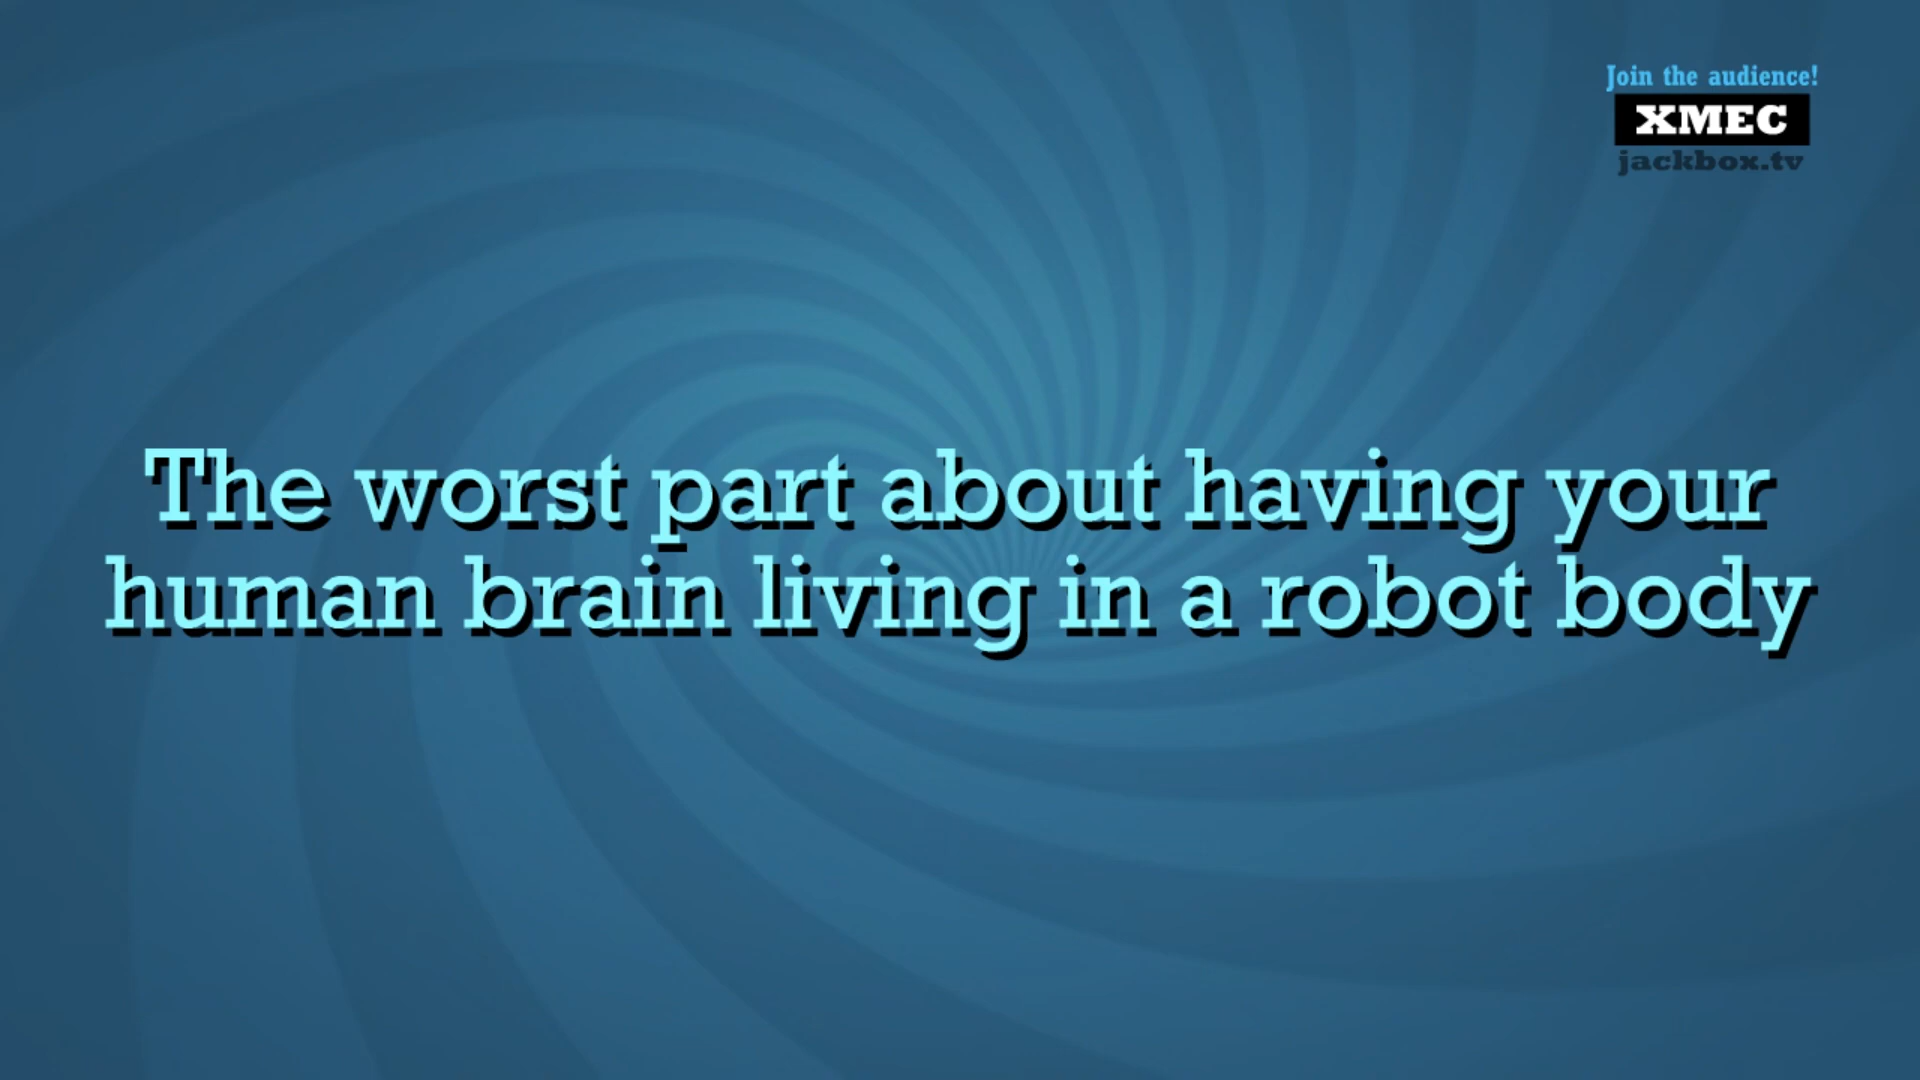 Join the audience!
XMEC
jackbox.tv
The worst part about having your
human brain living in a robot body